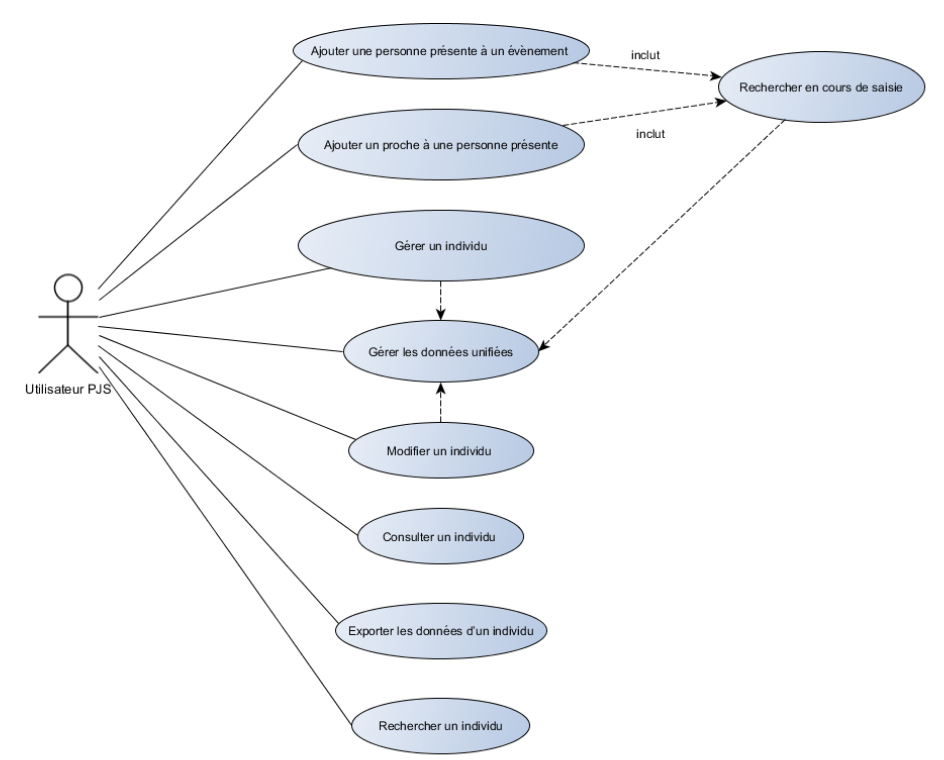 Ajouter une personne présente à un évènement
inclut
Rechercher en cours de saisie
Ajouter un proche à une personne présente
inclut
Gérer un individu
Gérer les données unifiées
Utilisateur PJS
Modifier un individu
Consulter un individu
Exporter les données d'un individu
Rechercher un individu